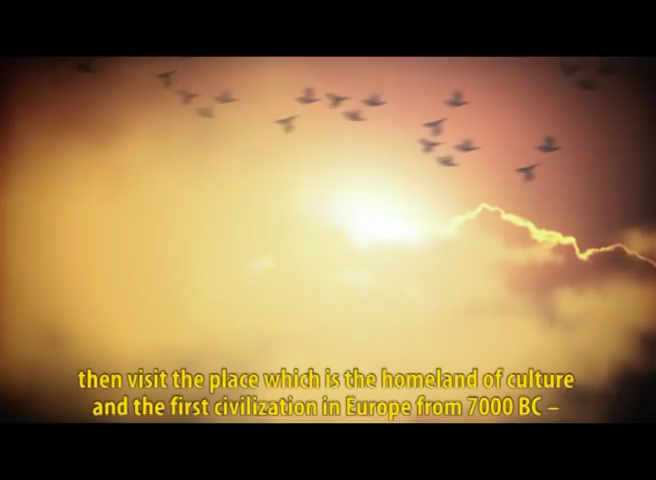 then visit the place which is the homeland of culture
and the first civilization in Europe from 7000 BC –